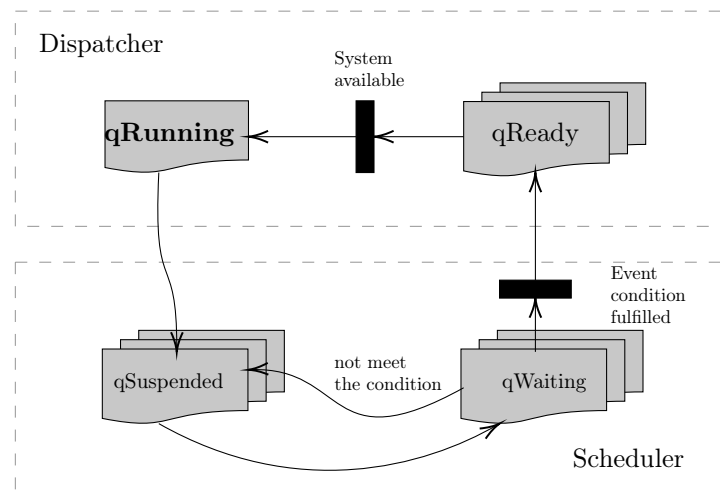 Dispatcher
System
available
qRunning
qReady
Event
condition
fulfilled
not meet
the condition
qSuspended
qWaiting
Scheduler